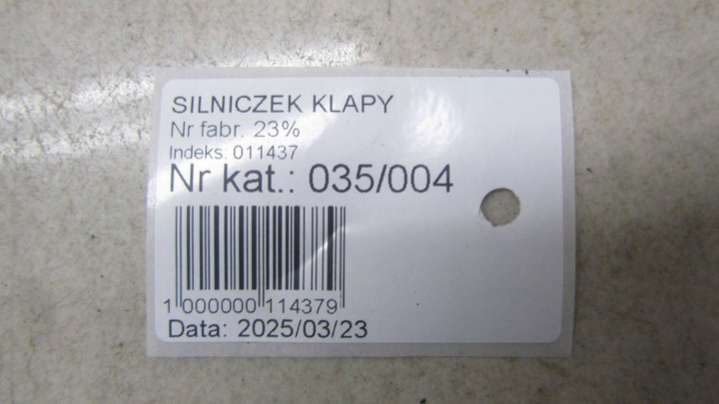 SILNICZEK KLAPY
Nr fabr. 23%
Indeks: 011437
Nr kat.: 035/004
1 000000 114379
Data: 2025/03/23